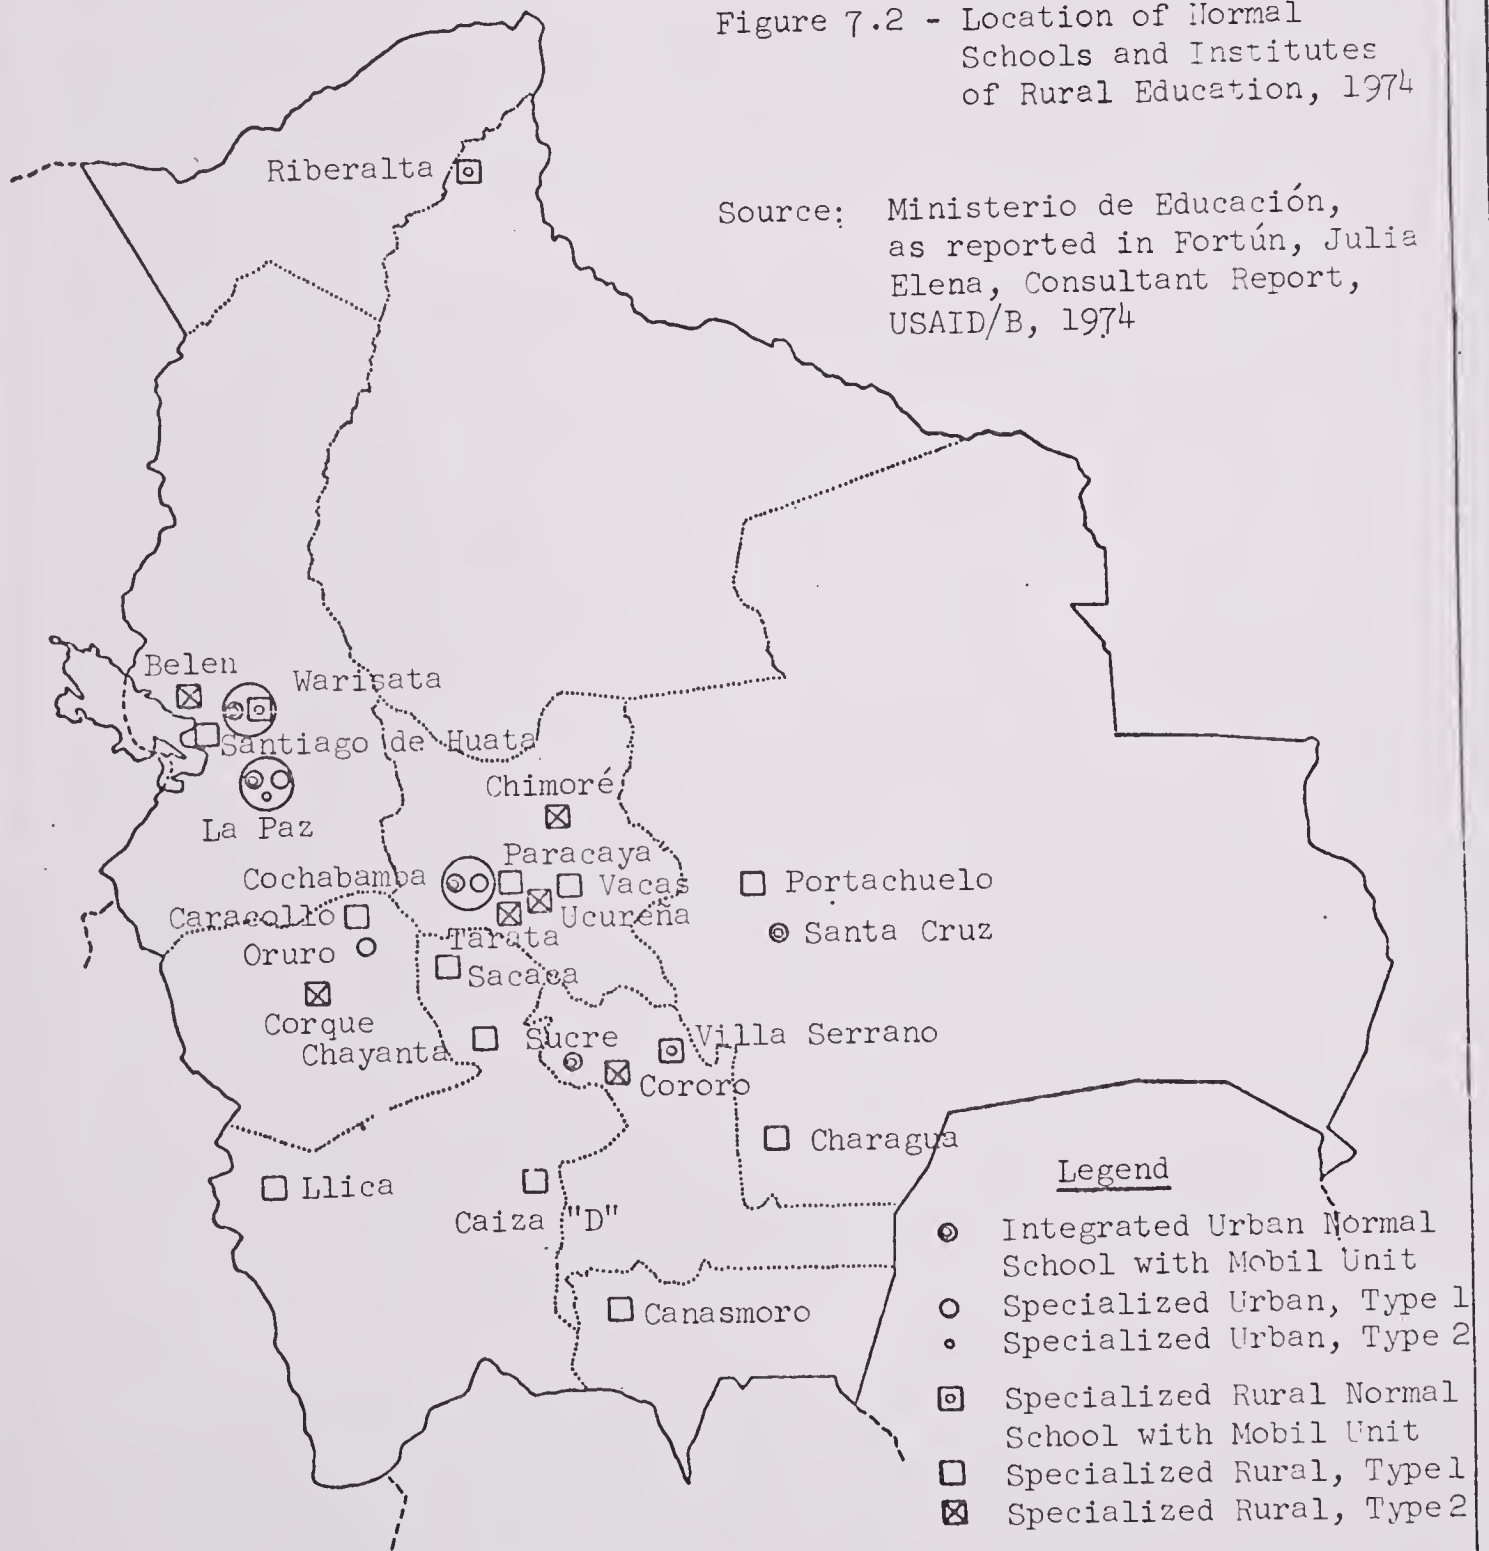 Figure 7.2 - Location of Normal
Schools and Institutes
of Rural Education, 1974
Source: Ministerio de Educación,
as reported in Fortún, Julia
Elena, Consultant Report,
USAID/B, 1974
Riberalta
Belen
Warisata
Santiago de Huata
La Paz
Chimoré
Paracaya
Cochabamba
Vacas
Portachuelo
Caracollo
Ucureña
Tarata
Santa Cruz
Oruro
Sacaca
Corque
Chayanta
Sucre
Villa Serrano
Cororo
Charagua
Llica
Caiza "D"
Canasmoro
Legend
Integrated Urban Normal
School with Mobil Unit
Specialized Urban, Type 1
Specialized Urban, Type 2
Specialized Rural Normal
School with Mobil Unit
Specialized Rural, Type 1
Specialized Rural, Type 2